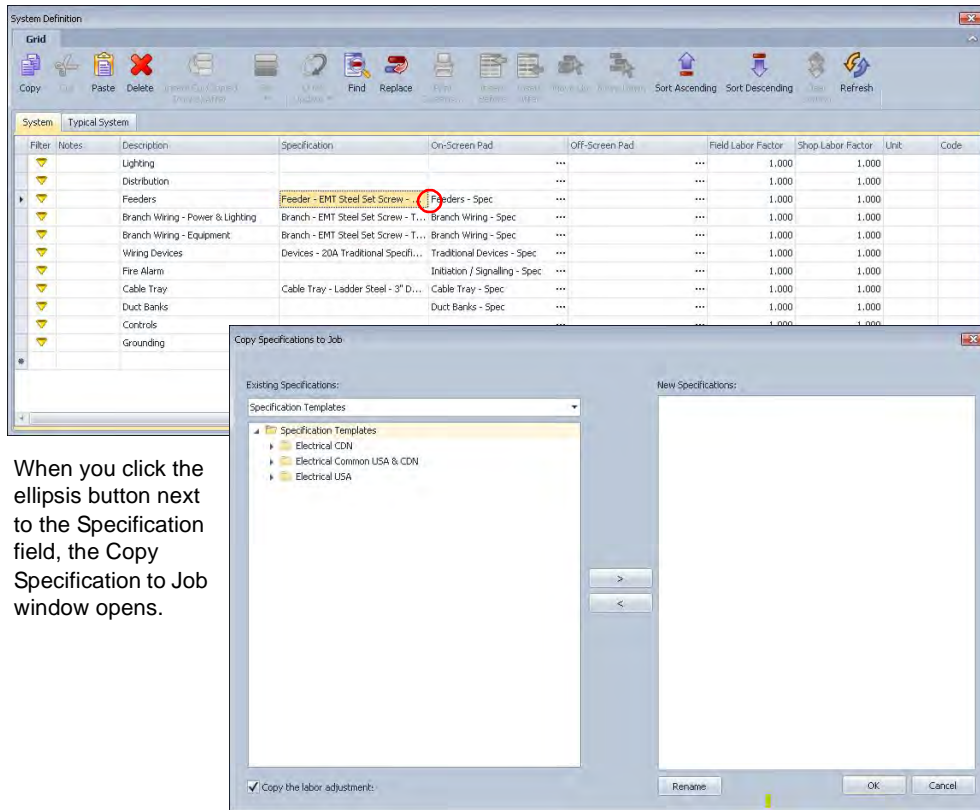 System Definition
Grid
Copy Cut Paste Delete Find Replace Sort Ascending Sort Descending Refresh
System Typical System
Filter Notes Description Specification On-Screen Pad Off-Screen Pad Field Labor Factor Shop Labor Factor Unit Code
Lighting ... ... 1.000 1.000
Distribution ... ... 1.000 1.000
Feeders Feeder - EMT Steel Set Screw - ... Feeders - Spec 1.000 1.000
Branch Wiring - Power & Lighting Branch - EMT Steel Set Screw - T... Branch Wiring - Spec ... ... 1.000 1.000
Branch Wiring - Equipment Branch - EMT Steel Set Screw - T... Branch Wiring - Spec ... ... 1.000 1.000
Wiring Devices Devices - 20A Traditional Specifi... Traditional Devices - Spec ... ... 1.000 1.000
Fire Alarm Initiation / Signalling - Spec ... ... 1.000 1.000
Cable Tray Cable Tray - Ladder Steel - 3" D... Cable Tray - Spec ... ... 1.000 1.000
Duct Banks Duct Banks - Spec ... ... 1.000 1.000
Controls ... ... 1.000 1.000
Grounding
Copy Specifications to Job
Existing Specifications:
New Specifications:
Specification Templates
Specification Templates
Electrical CDN
Electrical Common USA & CDN
Electrical USA
When you click the
ellipsis button next
to the Specification
field, the Copy
Specification to Job
window opens.
>
<
Copy the labor adjustment:
Rename OK Cancel